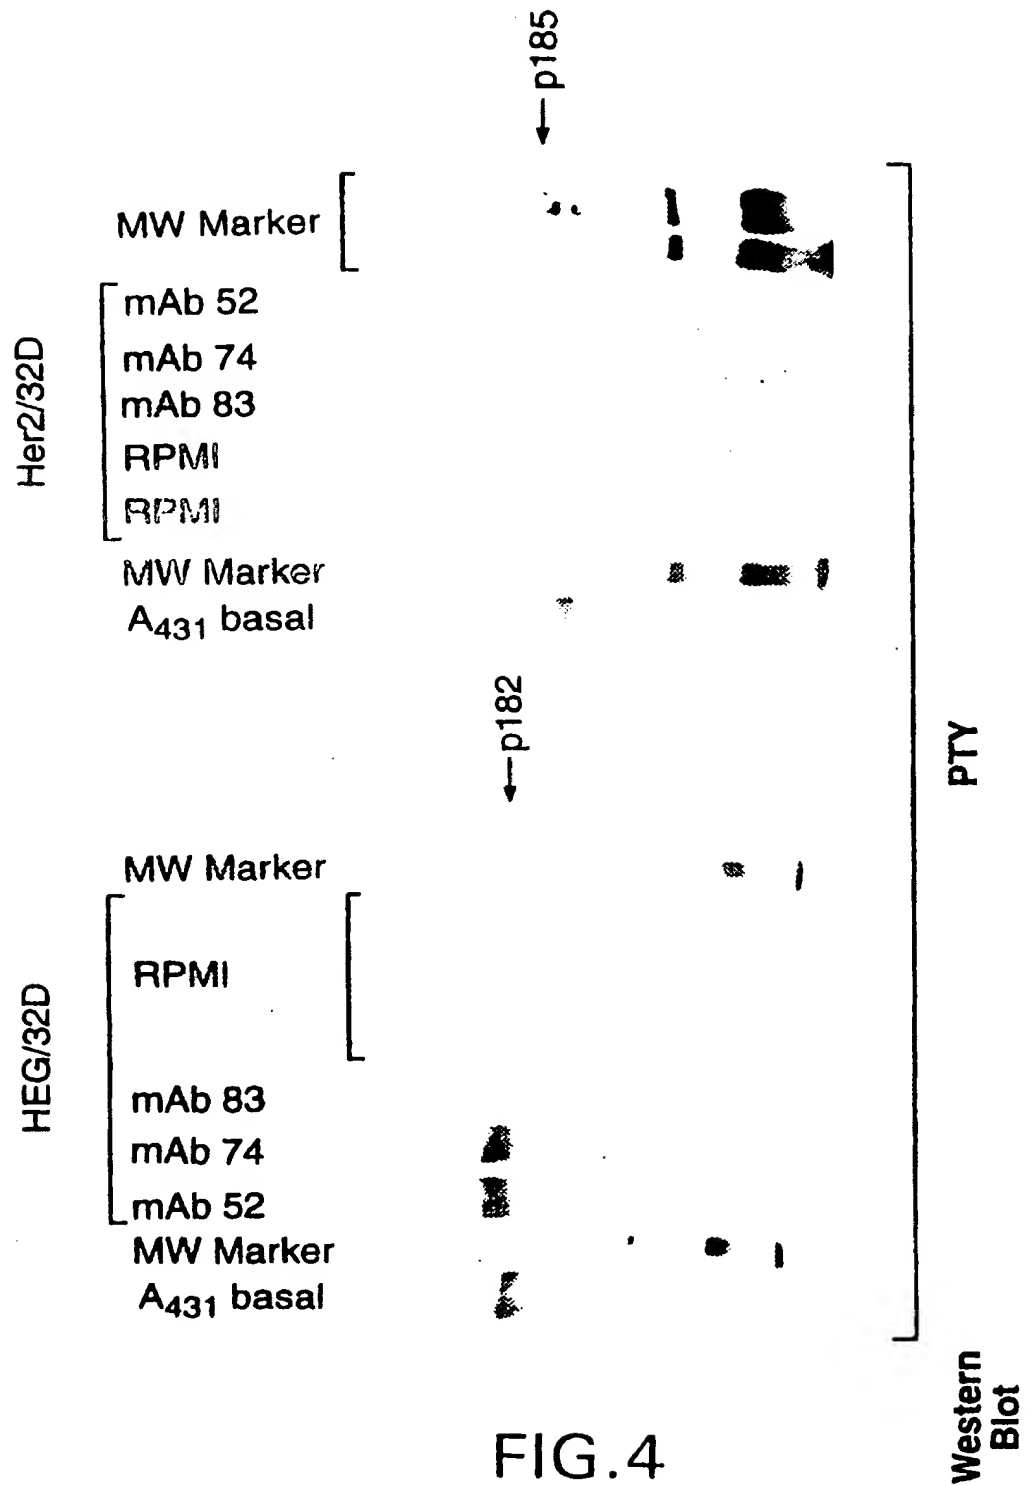 p185
MW Marker
Her2/32D
mAb 52
mAb 74
mAb 83
RPMI
RPMI
MW Marker
A431 basal
p182
PTY
MW Marker
HEG/32D
RPMI
mAb 83
mAb 74
mAb 52
MW Marker
A431 basal
Western
Blot
FIG.4